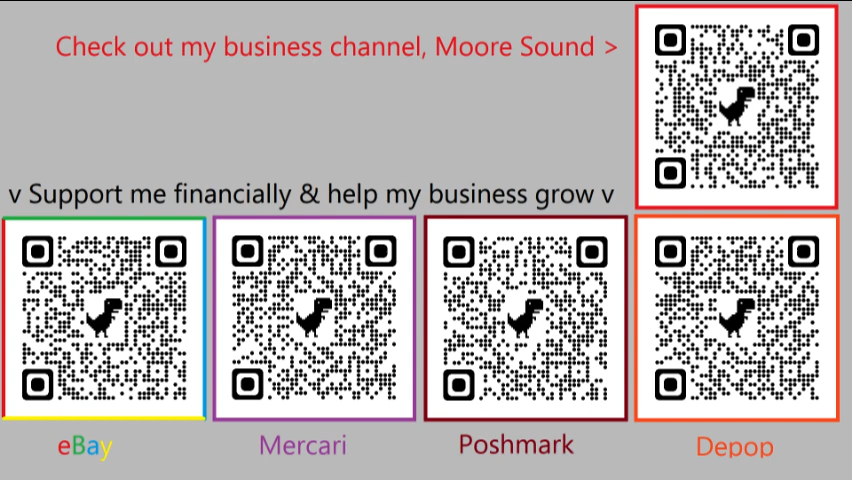 Check out my business channel, Moore Sound >
v Support me financially & help my business grow v
eBay
Mercari
Poshmark
Depop